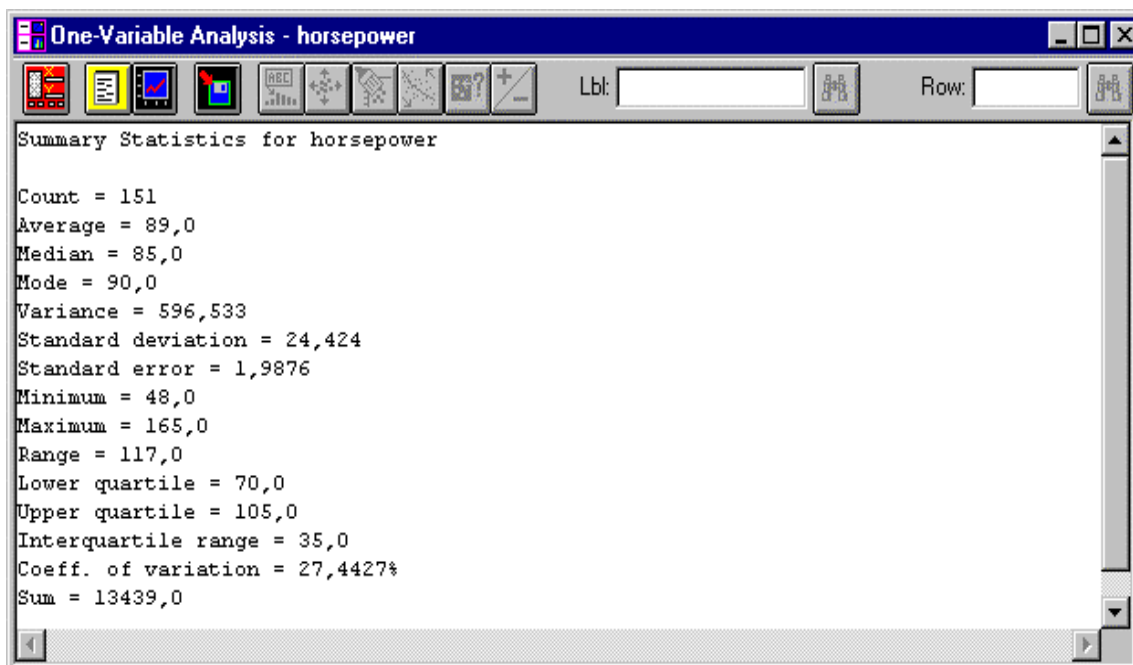 One-Variable Analysis - horsepower
Lbl: Row:
Summary Statistics for horsepower
Count = 151
Average = 89,0
Median = 85,0
Mode = 90,0
Variance = 596,533
Standard deviation = 24,424
Standard error = 1,9876
Minimum = 48,0
Maximum = 165,0
Range = 117,0
Lower quartile = 70,0
Upper quartile = 105,0
Interquartile range = 35,0
Coeff. of variation = 27,4427%
Sum = 13439,0